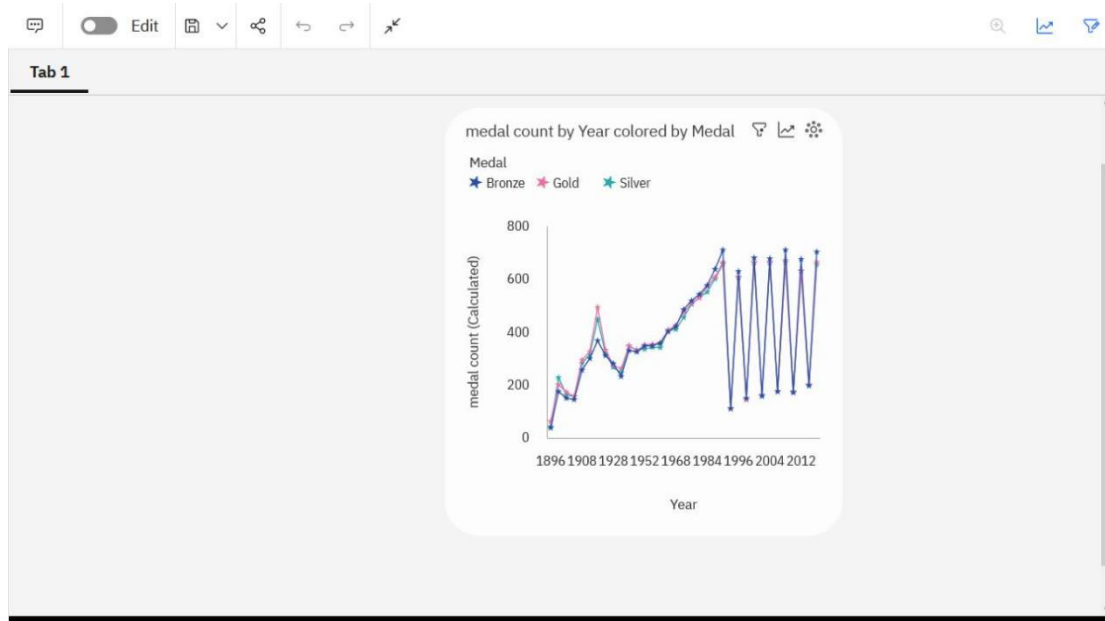 Edit
Tab 1
medal count by Year colored by Medal
Medal
Bronze Gold Silver
800
600
400
200
0
medal count (Calculated)
1896 1908 1928 1952 1968 1984 1996 2004 2012
Year